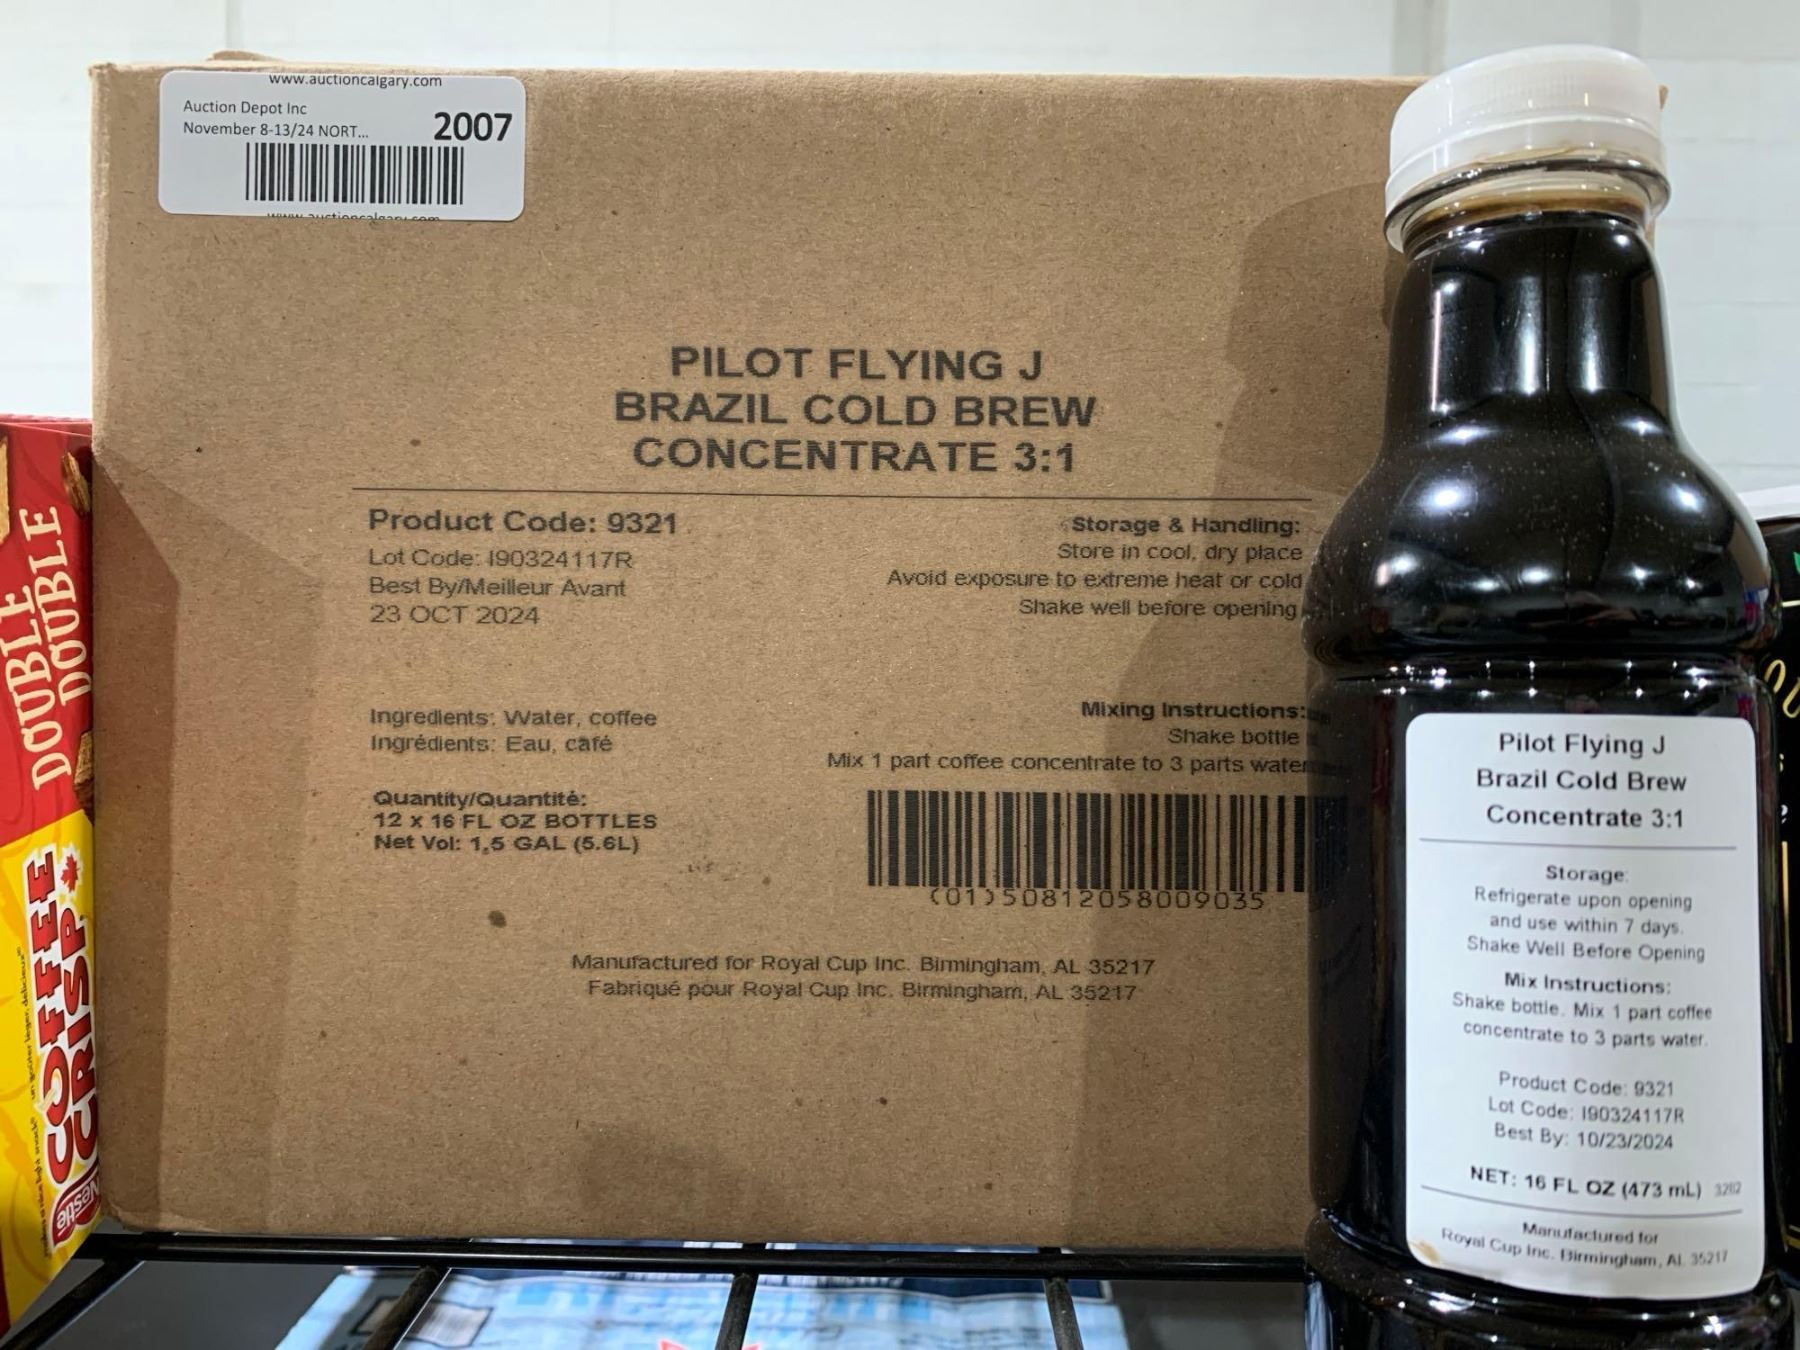 www.auctioncalgary.com
Auction Depot Inc
November 8-13/24 NORT...
2007
www.auctioncalgary.com
PILOT FLYING J
BRAZIL COLD BREW
CONCENTRATE 3:1
Product Code: 9321
Lot Code: I90324117R
Best By/Meilleur Avant
23 OCT 2024
Storage & Handling:
Store in cool, dry place
Avoid exposure to extreme heat or cold
Shake well before opening
Ingredients: Water, coffee
Ingrédients: Eau, café
Mixing Instructions:
Shake bottle
Mix 1 part coffee concentrate to 3 parts water
Quantity/Quantité:
12 x 16 FL OZ BOTTLES
Net Vol: 1.5 GAL (5.6L)
(01)50812058009035
Manufactured for Royal Cup Inc. Birmingham, AL 35217
Fabriqué pour Royal Cup Inc. Birmingham, AL 35217
Pilot Flying J
Brazil Cold Brew
Concentrate 3:1
Storage:
Refrigerate upon opening
and use within 7 days.
Shake Well Before Opening
Mix Instructions:
Shake bottle. Mix 1 part coffee
concentrate to 3 parts water.
Product Code: 9321
Lot Code: I90324117R
Best By: 10/23/2024
NET: 16 FL OZ (473 mL)
3282
Manufactured for
Royal Cup Inc. Birmingham, AL 35217
DOUBLE
DOUBLE
COFFEE
CRISP
Nestlé
un goûter léger, délicieux